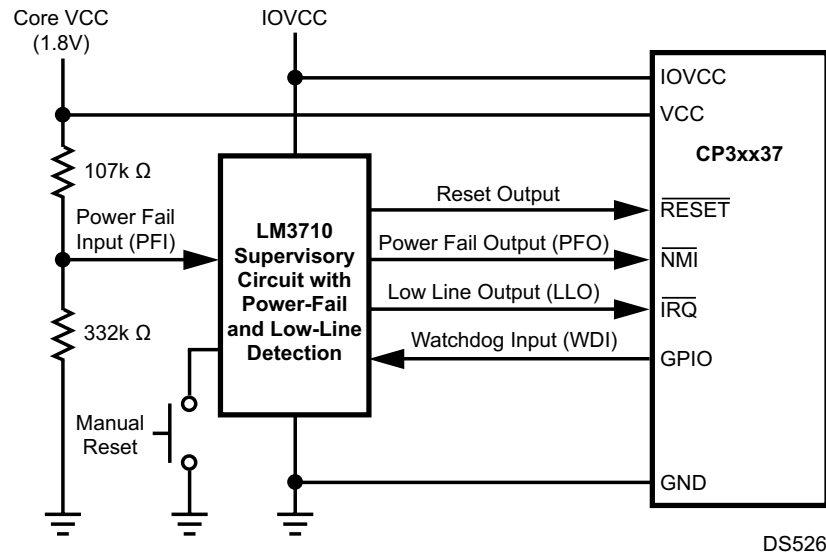 Core VCC
(1.8V)
IOVCC
IOVCC
VCC
CP3xx37
107k Ω
Power Fail
Input (PFI)
332k Ω
LM3710
Supervisory
Circuit with
Power-Fail
and Low-Line
Detection
Reset Output
RESET
Power Fail Output (PFO)
NMI
Low Line Output (LLO)
IRQ
Watchdog Input (WDI)
GPIO
Manual
Reset
GND
DS526